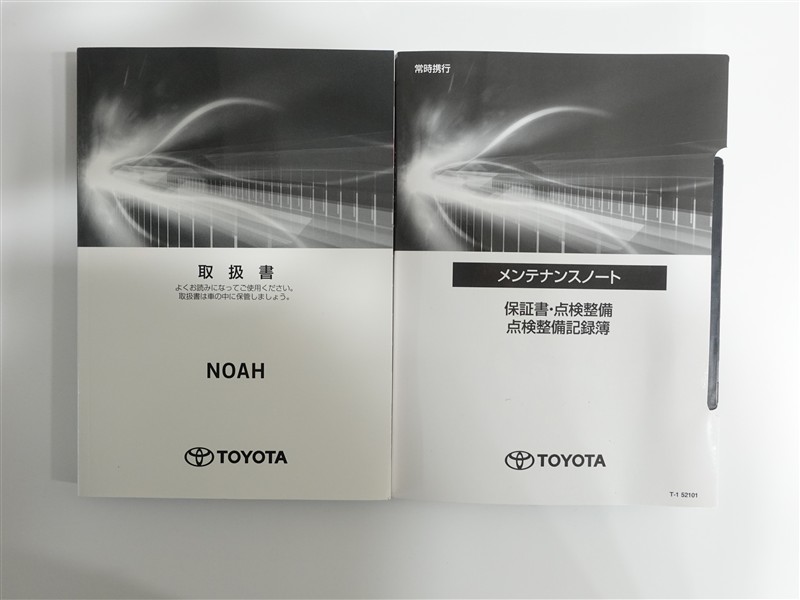 取扱書
よくお読みになってご使用ください。
取扱書は車の中に保管しましょう。
NOAH
TOYOTA
常時携行
メンテナンスノート
保証書・点検整備
点検整備記録簿
TOYOTA
T-1 52101